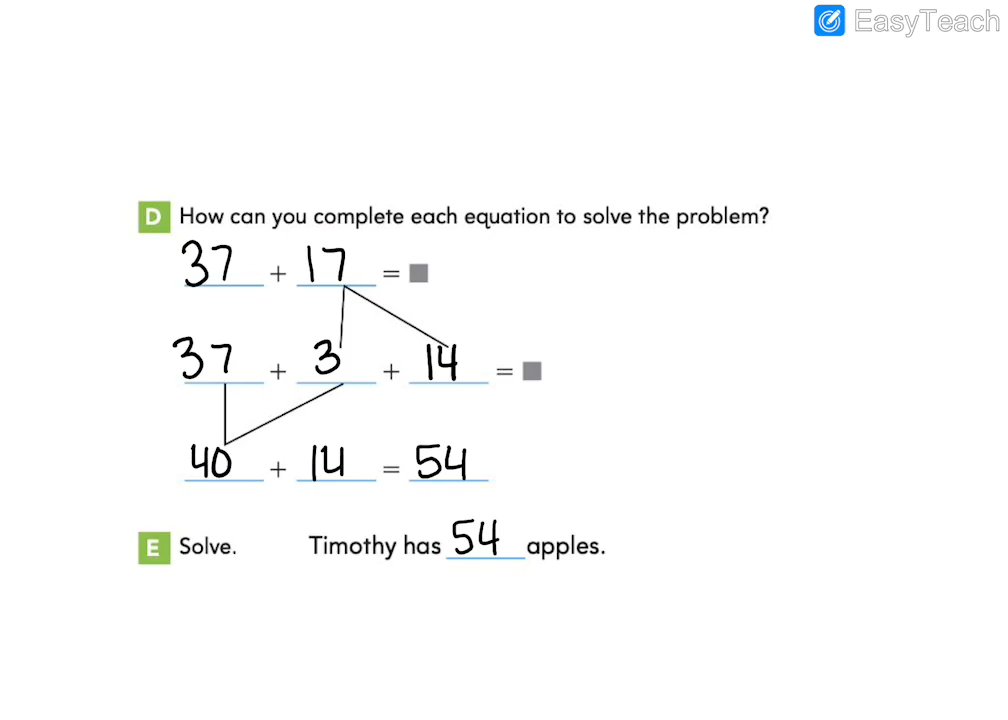 EasyTeach
D How can you complete each equation to solve the problem?
37 + 17 = ■
37 + 3 + 14 = ■
40 + 14 = 54
E Solve. Timothy has 54 apples.